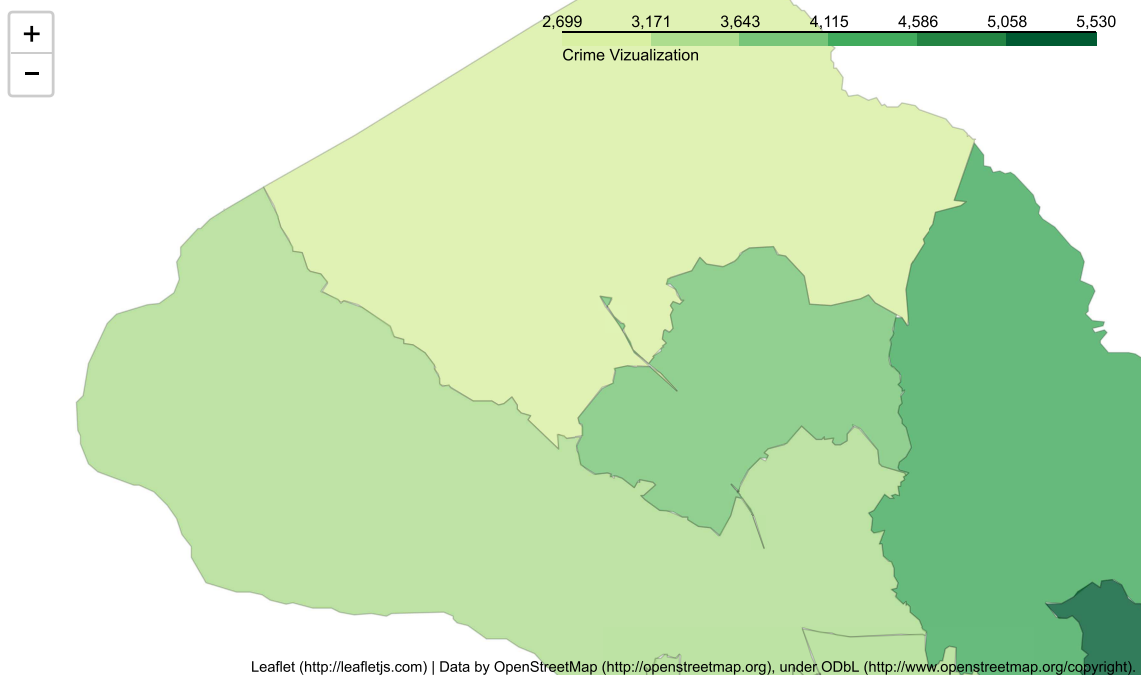 +
−
2,699 3,171 3,643 4,115 4,586 5,058 5,530
Crime Vizualization
Leaflet (http://leafletjs.com) | Data by OpenStreetMap (http://openstreetmap.org), under ODbL (http://www.openstreetmap.org/copyright).